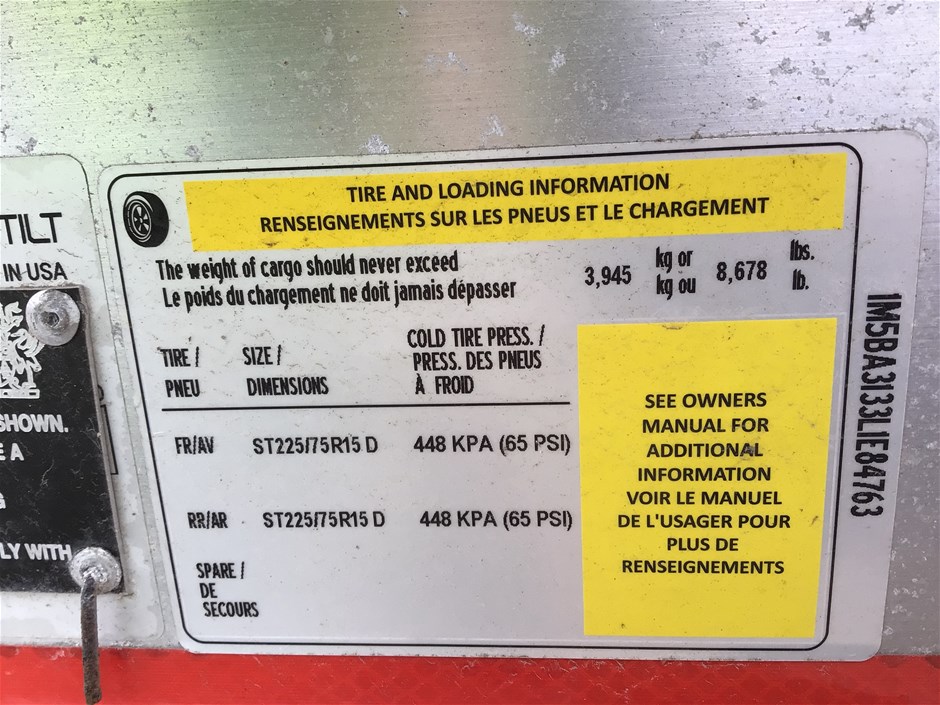 TIRE AND LOADING INFORMATION
RENSEIGNEMENTS SUR LES PNEUS ET LE CHARGEMENT
The weight of cargo should never exceed
Le poids du chargement ne doit jamais dépasser
3,945 kg or 8,678 lbs.
kg ou lb.
TIRE / SIZE / COLD TIRE PRESS. /
PNEU DIMENSIONS PRESS. DES PNEUS
À FROID
FR/AV ST225/75R15 D 448 KPA (65 PSI)
RR/AR ST225/75R15 D 448 KPA (65 PSI)
SPARE /
DE
SECOURS
SEE OWNERS
MANUAL FOR
ADDITIONAL
INFORMATION
VOIR LE MANUEL
DE L'USAGER POUR
PLUS DE
RENSEIGNEMENTS
1M5BA3133L1E84763
TILT
IN USA
SHOWN.
E A
LY WITH